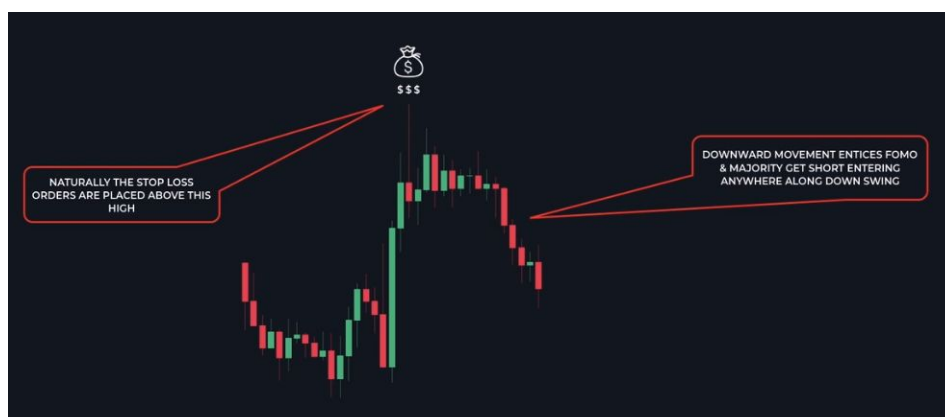 $
$$$
NATURALLY THE STOP LOSS
ORDERS ARE PLACED ABOVE THIS
HIGH
DOWNWARD MOVEMENT ENTICES FOMO
& MAJORITY GET SHORT ENTERING
ANYWHERE ALONG DOWN SWING